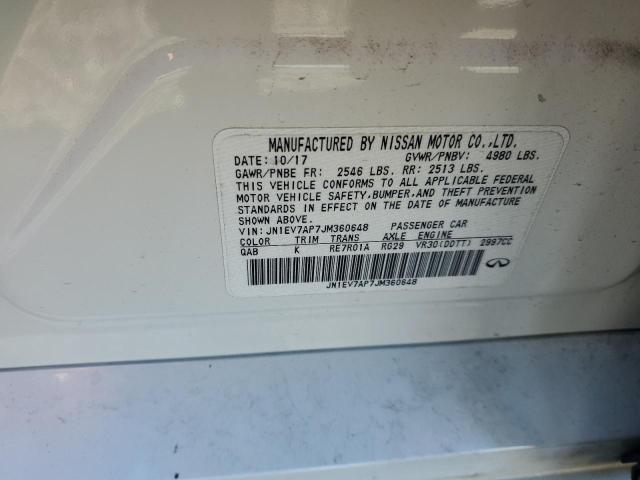 MANUFACTURED BY NISSAN MOTOR CO.,LTD.
DATE: 10/17 GVWR/PNBV: 4980 LBS.
GAWR/PNBE FR: 2546 LBS. RR: 2513 LBS.
THIS VEHICLE CONFORMS TO ALL APPLICABLE FEDERAL
MOTOR VEHICLE SAFETY,BUMPER,AND THEFT PREVENTION
STANDARDS IN EFFECT ON THE DATE OF MANUFACTURE
SHOWN ABOVE.
VIN: JN1EV7AP7JM360648 PASSENGER CAR
COLOR TRIM TRANS AXLE ENGINE
QAB K RE7R01A RG29 VR30(DDTT) 2997CC
JN1EV7AP7JM360648